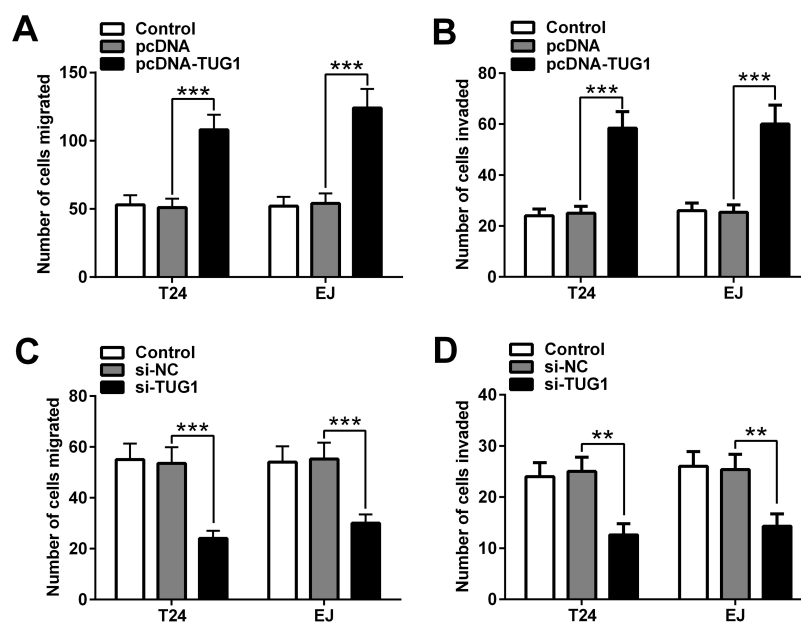 A
Control
pcDNA
pcDNA-TUG1
Number of cells migrated
150
100
50
0
***
***
T24
EJ
B
Control
pcDNA
pcDNA-TUG1
Number of cells invaded
80
60
40
20
0
***
***
T24
EJ
C
Control
si-NC
si-TUG1
Number of cells migrated
80
60
40
20
0
***
***
T24
EJ
D
Control
si-NC
si-TUG1
Number of cells invaded
40
30
20
10
0
**
**
T24
EJ